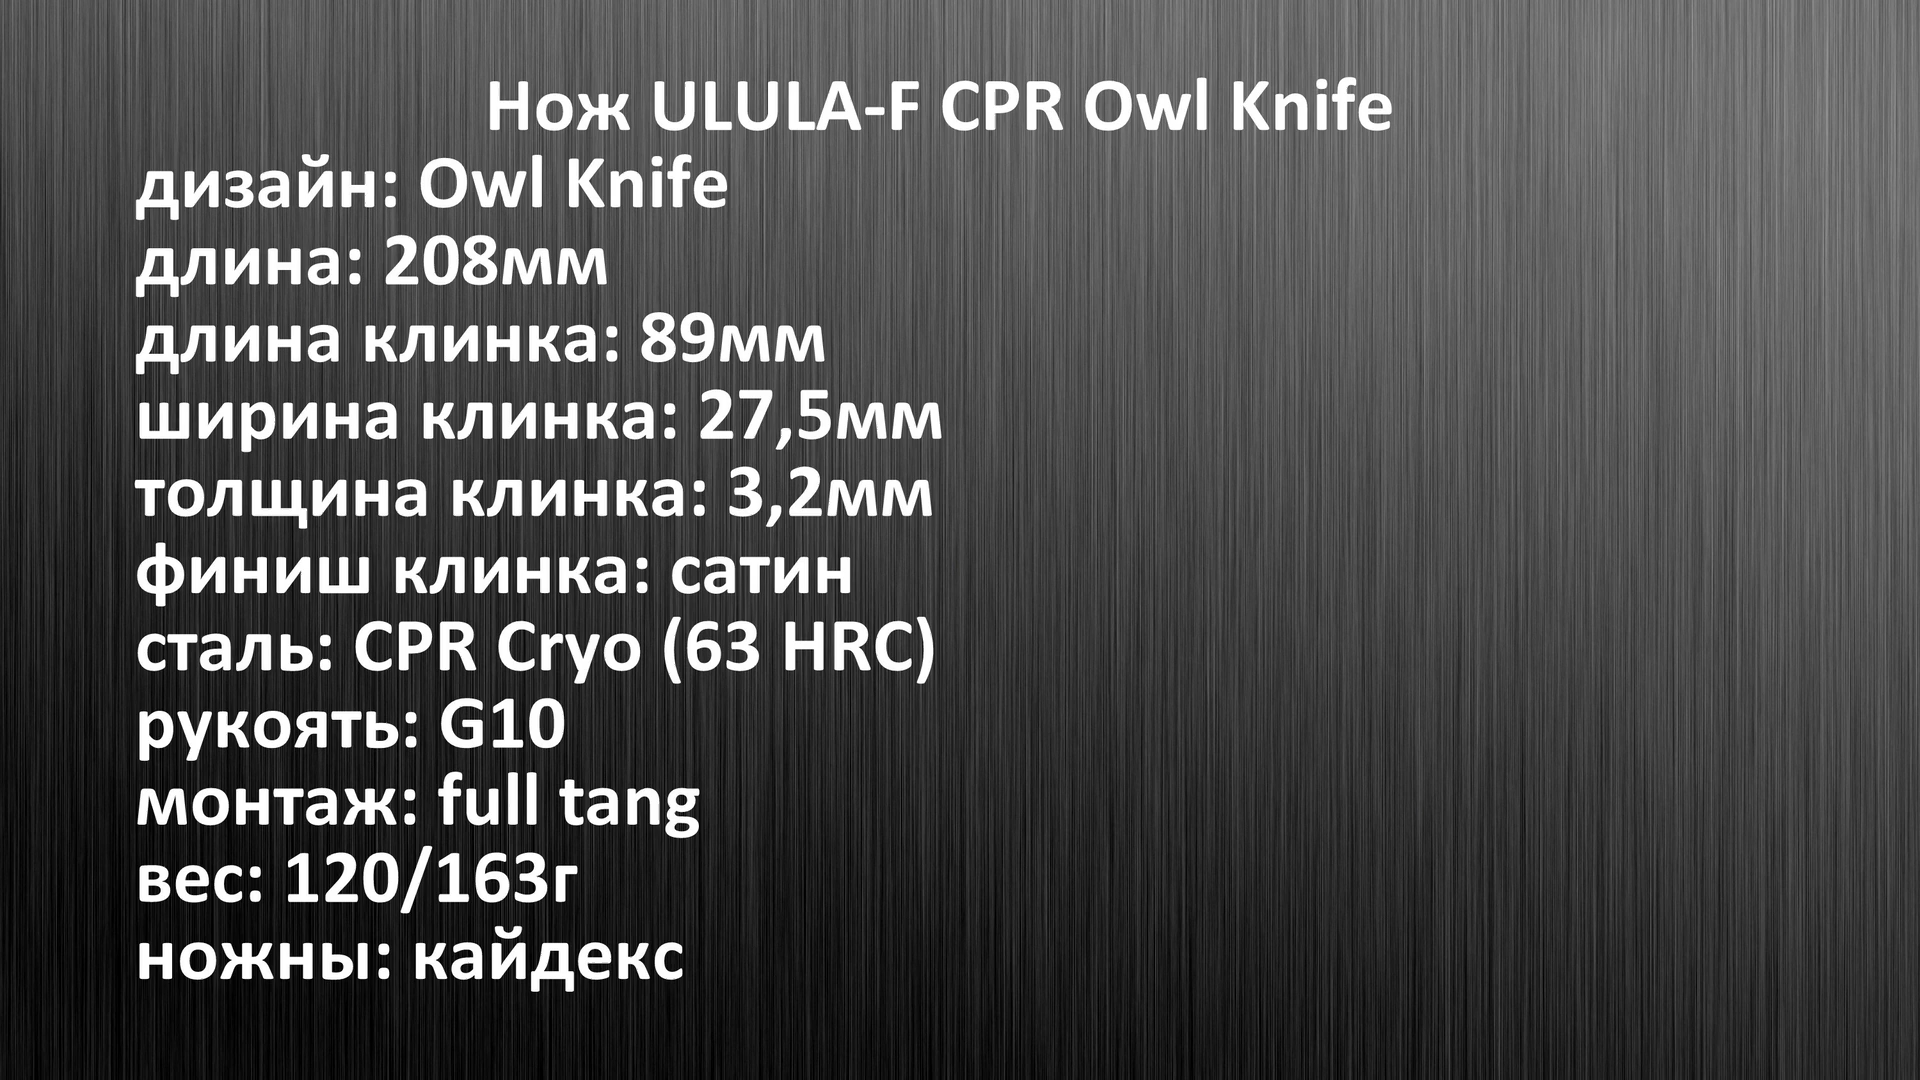 Нож ULULA-F CPR Owl Knife
дизайн: Owl Knife
длина: 208мм
длина клинка: 89мм
ширина клинка: 27,5мм
толщина клинка: 3,2мм
финиш клинка: сатин
сталь: CPR Cryo (63 HRC)
рукоять: G10
монтаж: full tang
вес: 120/163г
ножны: кайдекс